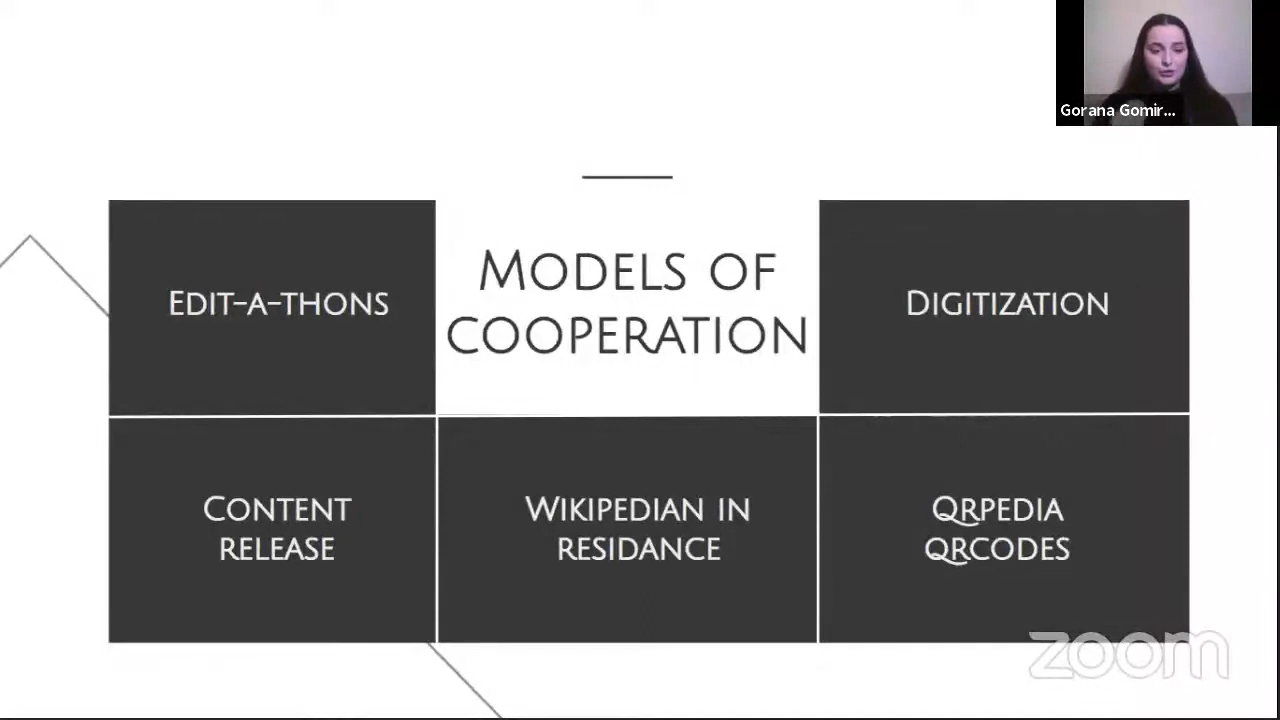 Gorana Gomir...
MODELS OF
COOPERATION
EDIT-A-THONS
DIGITIZATION
CONTENT
RELEASE
WIKIPEDIAN IN
RESIDANCE
QRPEDIA
QRCODES
zoom